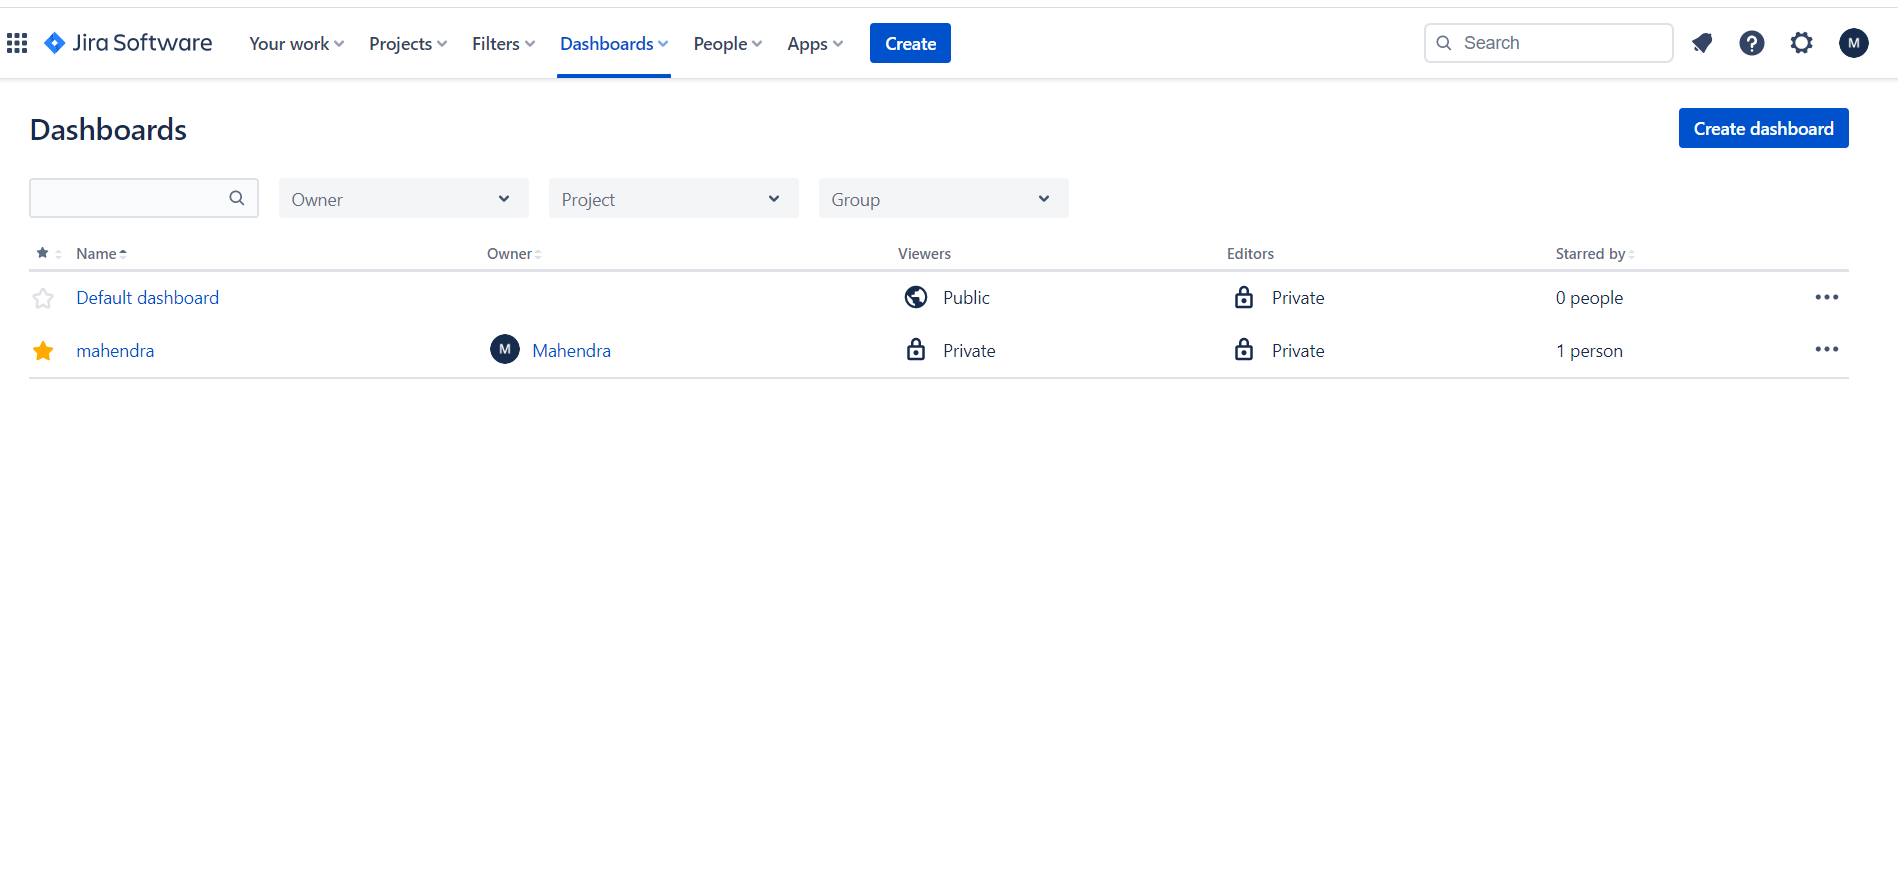 Jira Software Your work Projects Filters Dashboards People Apps Create Search M
Dashboards Create dashboard
Owner Project Group
Name Owner Viewers Editors Starred by
Default dashboard Public Private 0 people
mahendra M Mahendra Private Private 1 person